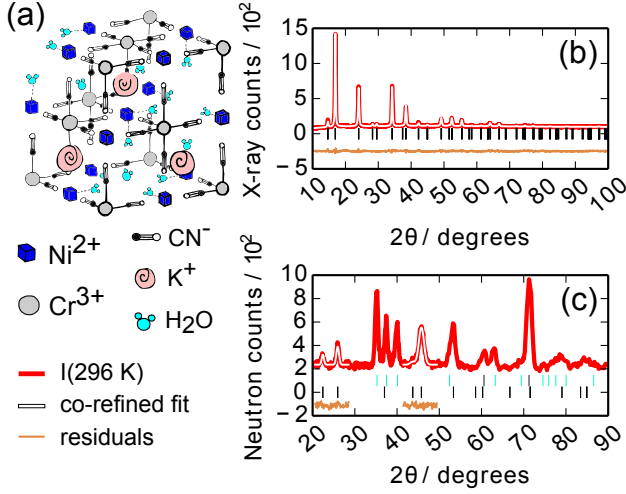 (a)
Ni2+
Cr3+
CN-
K+
H2O
I(296 K)
co-refined fit
residuals
(b)
X-ray counts / 10²
15
10
5
0
−5
10 20 30 40 50 60 70 80 90 100
2θ / degrees
(c)
Neutron counts / 10²
10
8
6
4
2
0
−2
20 30 40 50 60 70 80 90
2θ / degrees